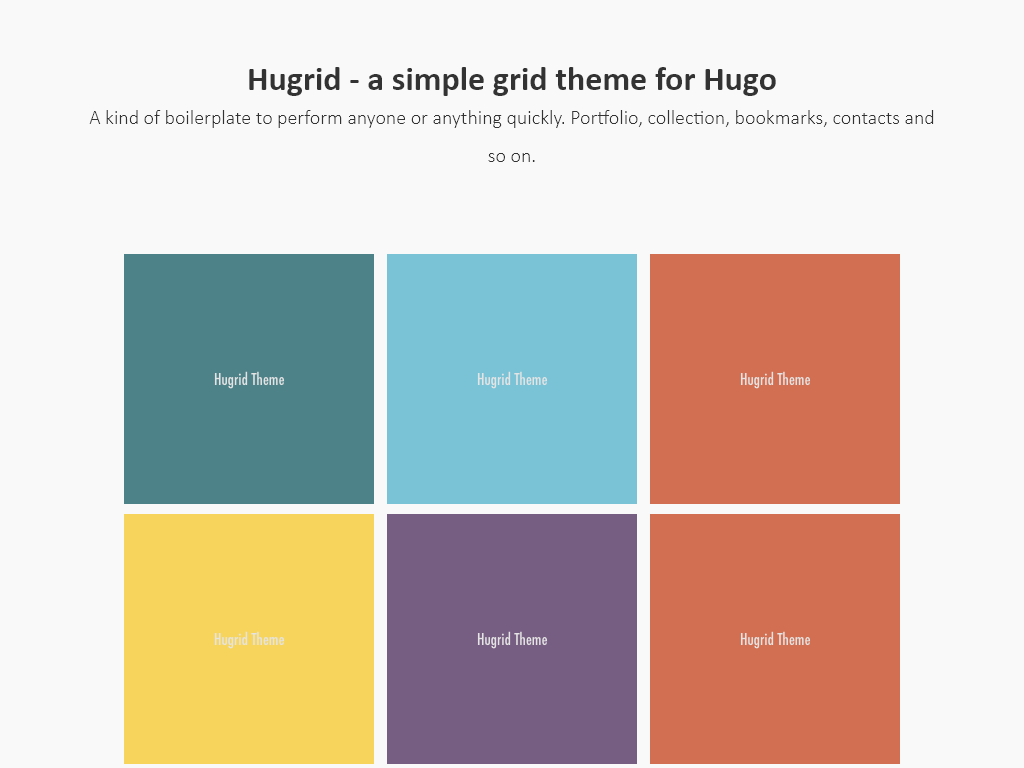 Hugrid - a simple grid theme for Hugo
A kind of boilerplate to perform anyone or anything quickly. Portfolio, collection, bookmarks, contacts and
so on.
Hugrid Theme
Hugrid Theme
Hugrid Theme
Hugrid Theme
Hugrid Theme
Hugrid Theme